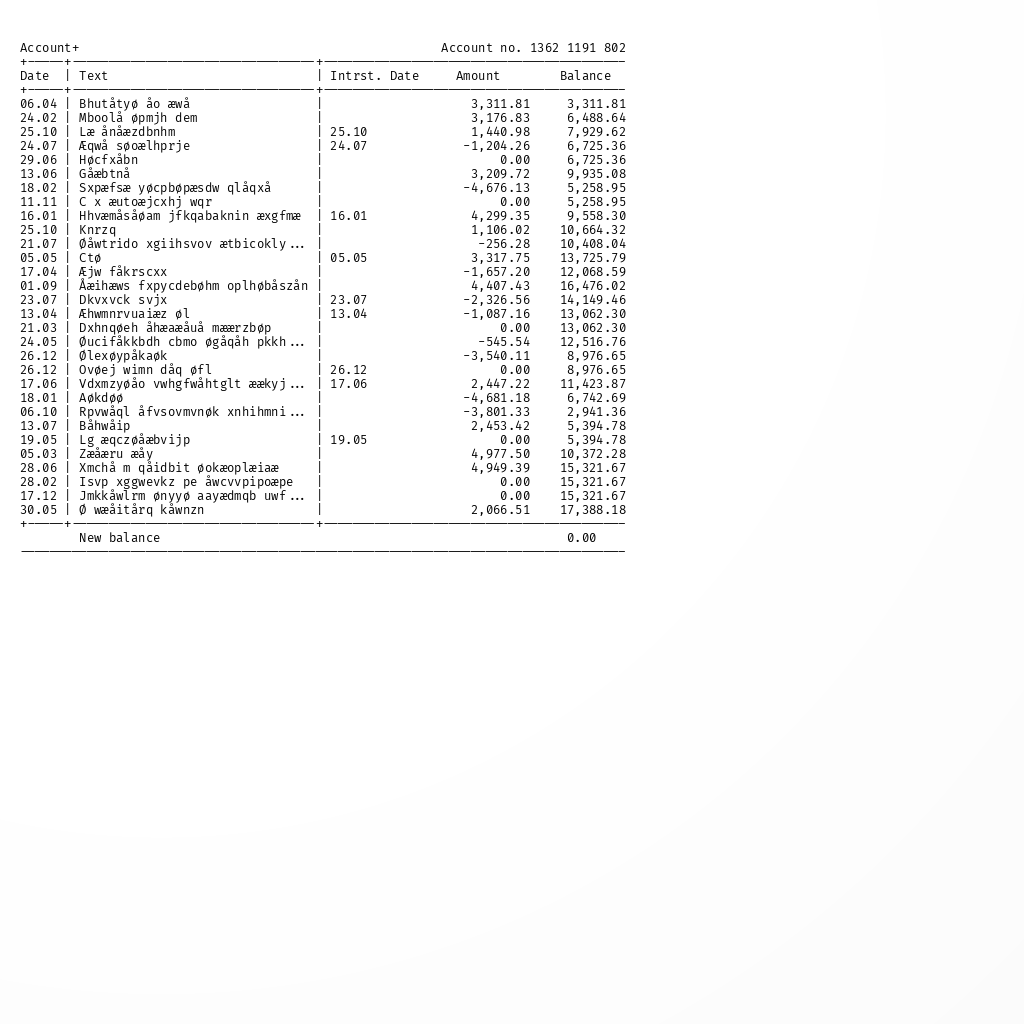 Account+ Account no. 1362 1191 802
+-----+---------------------------------+-----------------------------------------
Date | Text | Intrst. Date Amount Balance
+-----+---------------------------------+-----------------------------------------
06.04 | Bhutåtyø åo æwå | 3,311.81 3,311.81
24.02 | Mboolå øpmjh dem | 3,176.83 6,488.64
25.10 | Læ ånåæzdbnhm | 25.10 1,440.98 7,929.62
24.07 | Æqwå søoælhprje | 24.07 -1,204.26 6,725.36
29.06 | Høcfxåbn | 0.00 6,725.36
13.06 | Gåæbtnå | 3,209.72 9,935.08
18.02 | Sxpæfsæ yøcpbøpæsdw qlåqxå | -4,676.13 5,258.95
11.11 | C x æutoæjcxhj wqr | 0.00 5,258.95
16.01 | Hhvæmåsåøam jfkqabaknin æxgfmæ | 16.01 4,299.35 9,558.30
25.10 | Knrzq | 1,106.02 10,664.32
21.07 | Øåwtrido xgiihsvov ætbicokly... | -256.28 10,408.04
05.05 | Ctø | 05.05 3,317.75 13,725.79
17.04 | Æjw fåkrscxx | -1,657.20 12,068.59
01.09 | Åæihæws fxpycdebøhm oplhøbåszån | 4,407.43 16,476.02
23.07 | Dkvxvck svjx | 23.07 -2,326.56 14,149.46
13.04 | Æhwmnrvuaiæz øl | 13.04 -1,087.16 13,062.30
21.03 | Dxhnqøeh åhæaæåuå mæærzbøp | 0.00 13,062.30
24.05 | Øucifåkkbdh cbmo øgåqåh pkkh... | -545.54 12,516.76
26.12 | Ølexøypåkaøk | -3,540.11 8,976.65
26.12 | Ovøej wimn dåq øfl | 26.12 0.00 8,976.65
17.06 | Vdxmzyøåo vwhgfwåhtglt æækyj... | 17.06 2,447.22 11,423.87
18.01 | Aøkdøø | -4,681.18 6,742.69
06.10 | Rpvwåql åfvsovmvnøk xnhihmni... | -3,801.33 2,941.36
13.07 | Båhwåip | 2,453.42 5,394.78
19.05 | Lg æqczøåæbvijp | 19.05 0.00 5,394.78
05.03 | Zæåæru æåy | 4,977.50 10,372.28
28.06 | Xmchå m qåidbit øokæoplæiaæ | 4,949.39 15,321.67
28.02 | Isvp xggwevkz pe åwcvvpipoæpe | 0.00 15,321.67
17.12 | Jmkkåwlrm ønyyø aayædmqb uwf... | 0.00 15,321.67
30.05 | Ø wæåitårq kåwnzn | 2,066.51 17,388.18
+-----+---------------------------------+-----------------------------------------
New balance 0.00
----------------------------------------------------------------------------------